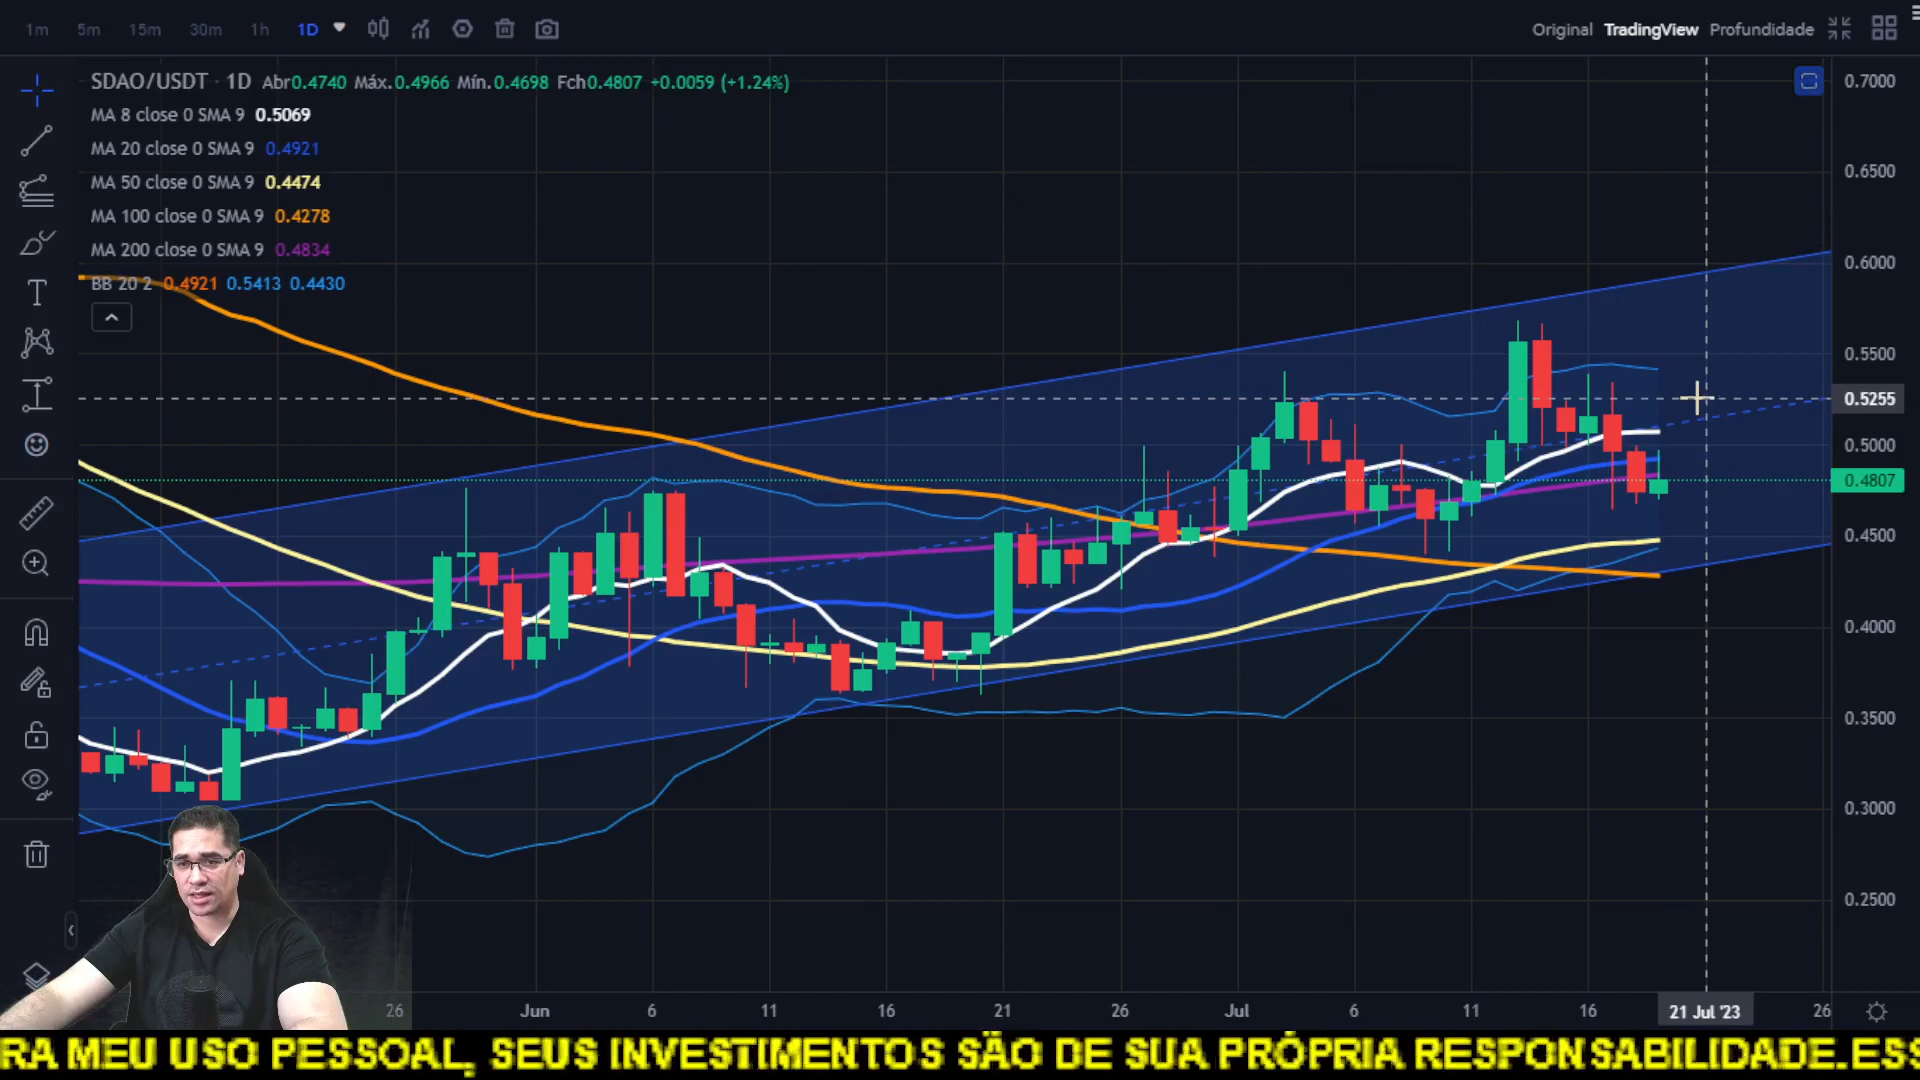 1m 5m 15m 30m 1h 1D Original TradingView Profundidade
SDAO/USDT · 1D Abr0.4740 Máx.0.4966 Mín.0.4698 Fch0.4807 +0.0059 (+1.24%)
MA 8 close 0 SMA 9 0.5069
MA 20 close 0 SMA 9 0.4921
MA 50 close 0 SMA 9 0.4474
MA 100 close 0 SMA 9 0.4278
MA 200 close 0 SMA 9 0.4834
BB 20 2 0.4921 0.5413 0.4430
0.7000
0.6500
0.6000
0.5500
0.5255
0.5000
0.4807
0.4500
0.4000
0.3500
0.3000
0.2500
26 Jun 6 11 16 21 26 Jul 6 11 16 21 Jul '23 26
RA MEU USO PESSOAL, SEUS INVESTIMENTOS SÃO DE SUA PRÓPRIA RESPONSABILIDADE.ESS